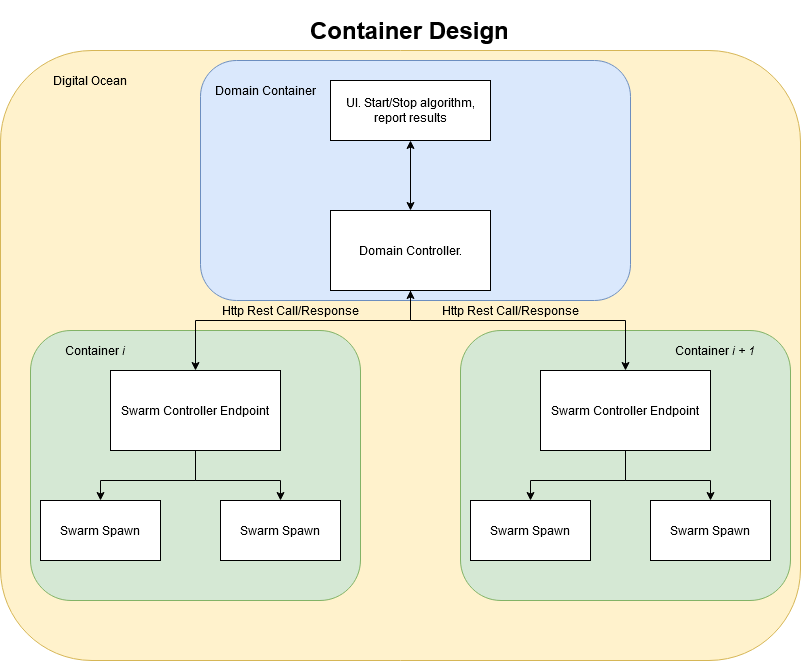 Container Design
Digital Ocean
Domain Container
UI. Start/Stop algorithm,
report results
Domain Controller.
Http Rest Call/Response
Http Rest Call/Response
Container i
Container i + 1
Swarm Controller Endpoint
Swarm Controller Endpoint
Swarm Spawn
Swarm Spawn
Swarm Spawn
Swarm Spawn